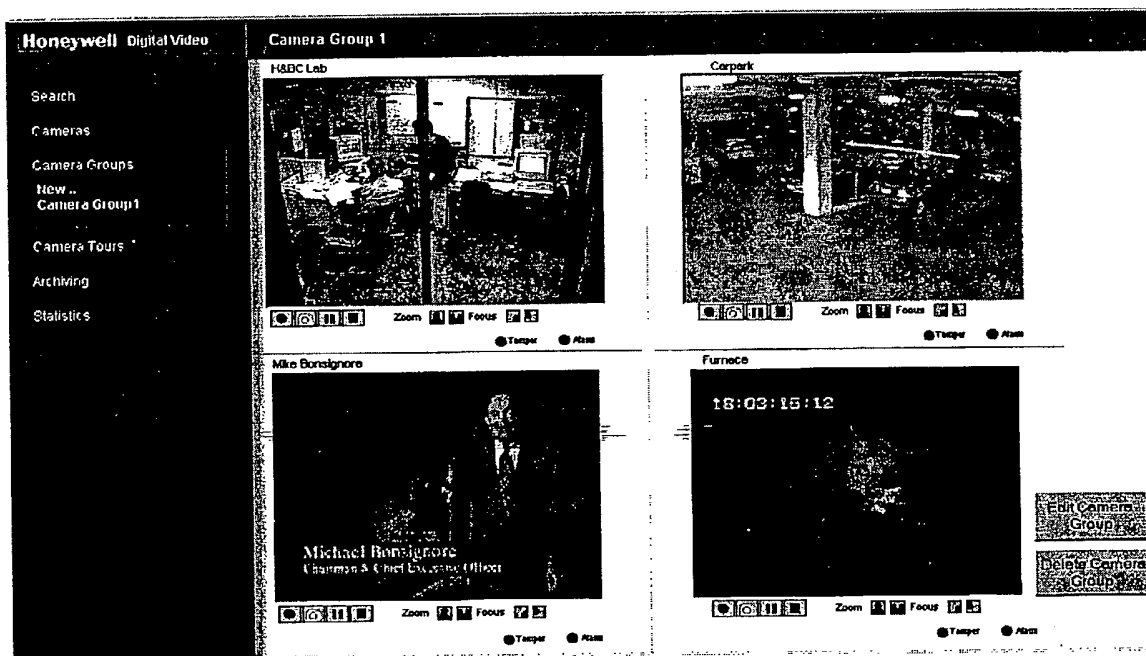 Honeywell Digital Video
Camera Group 1
Search
Cameras
Camera Groups
New ..
Camera Group1
Camera Tours
Archiving
Statistics
H&BC Lab
Carpark
Zoom Focus
Zoom Focus
Tamper Alarm
Tamper Alarm
Mike Bonsignore
Furnace
18:03:15:12
Michael Bonsignore
Chairman & Chief Executive Officer
Edit Camera
Group
Delete Camera
Group
Zoom Focus
Zoom Focus
Tamper Alarm
Tamper Alarm